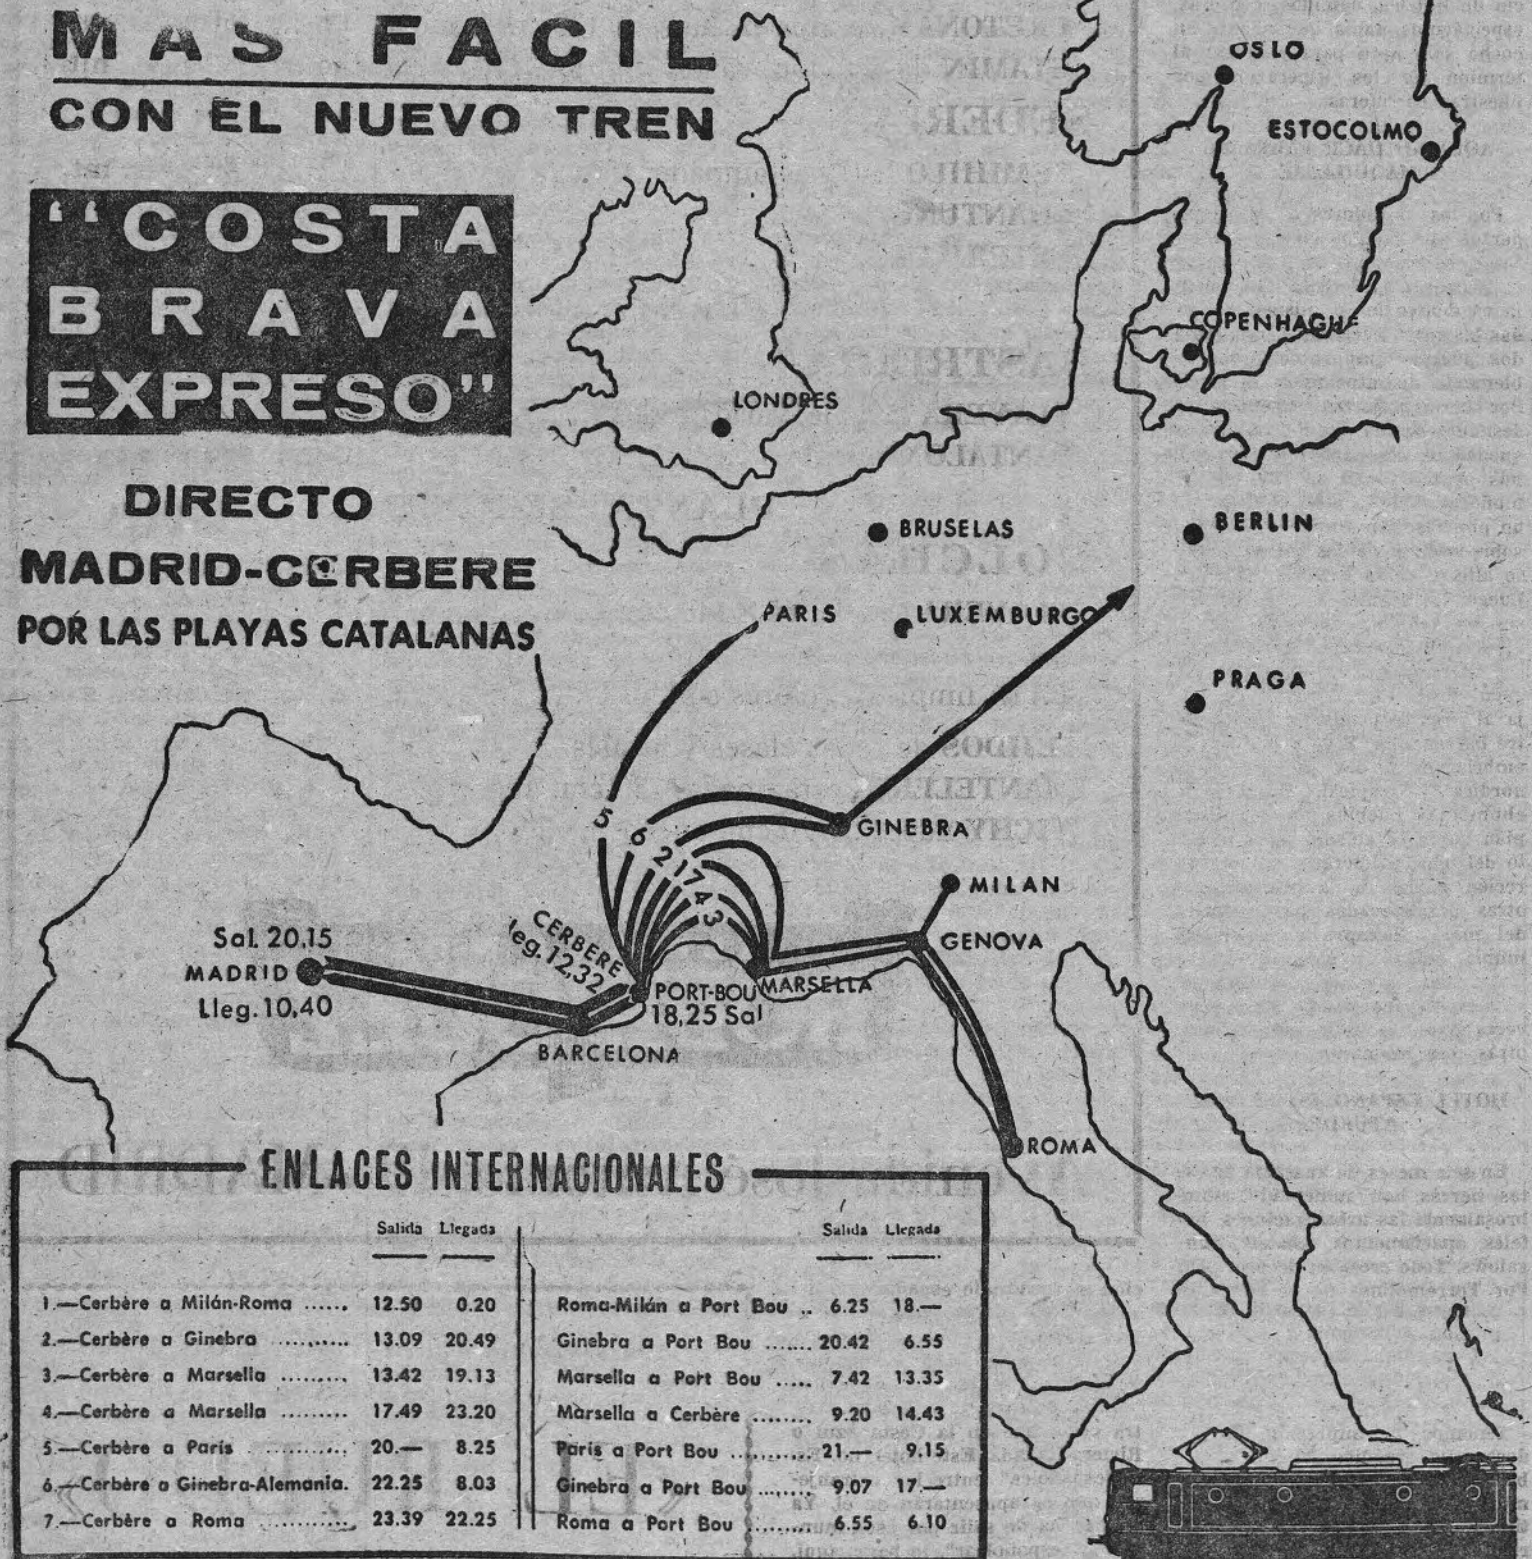 MAS FACIL
CON EL NUEVO TREN
"COSTA
BRAVA
EXPRESO"
DIRECTO
MADRID-CERBERE
POR LAS PLAYAS CATALANAS
OSLO
ESTOCOLMO
COPENHAGUE
LONDRES
BRUSELAS
BERLIN
PARIS
LUXEMBURGO
PRAGA
5
6
2
1
7
4
3
GINEBRA
MILAN
GENOVA
Sal. 20,15
MADRID
Lleg. 10,40
CERBERE
leg. 12,32
PORT-BOU
18,25 Sal
MARSELLA
BARCELONA
ROMA
ENLACES INTERNACIONALES
Salida Llegada
1.—Cerbère a Milán-Roma ...... 12.50 0.20
2.—Cerbère a Ginebra .......... 13.09 20.49
3.—Cerbère a Marsella ......... 13.42 19.13
4.—Cerbère a Marsella ......... 17.49 23.20
5.—Cerbère a París ............ 20.— 8.25
6.—Cerbère a Ginebra-Alemania. 22.25 8.03
7.—Cerbère a Roma ............ 23.39 22.25
Salida Llegada
Roma-Milán a Port Bou .. 6.25 18.—
Ginebra a Port Bou ....... 20.42 6.55
Marsella a Port Bou ..... 7.42 13.35
Marsella a Cerbère ........ 9.20 14.43
París a Port Bou ........... 21.— 9.15
Ginebra a Port Bou ........ 9.07 17.—
Roma a Port Bou ......... 6.55 6.10